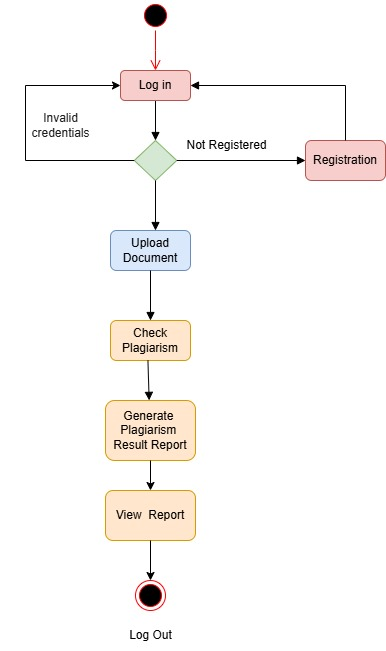 Log in
Invalid
credentials
Not Registered
Registration
Upload
Document
Check
Plagiarism
Generate
Plagiarism
Result Report
View Report
Log Out